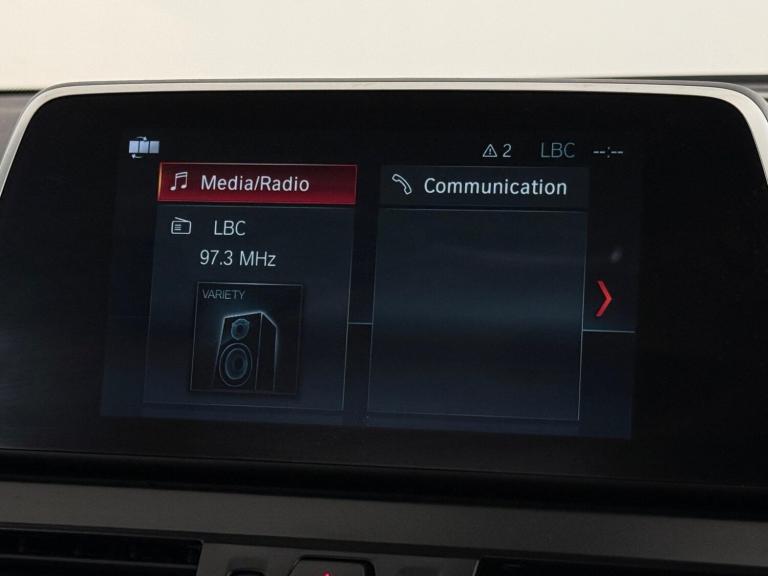 2 LBC --:--
Media/Radio
Communication
LBC
97.3 MHz
VARIETY